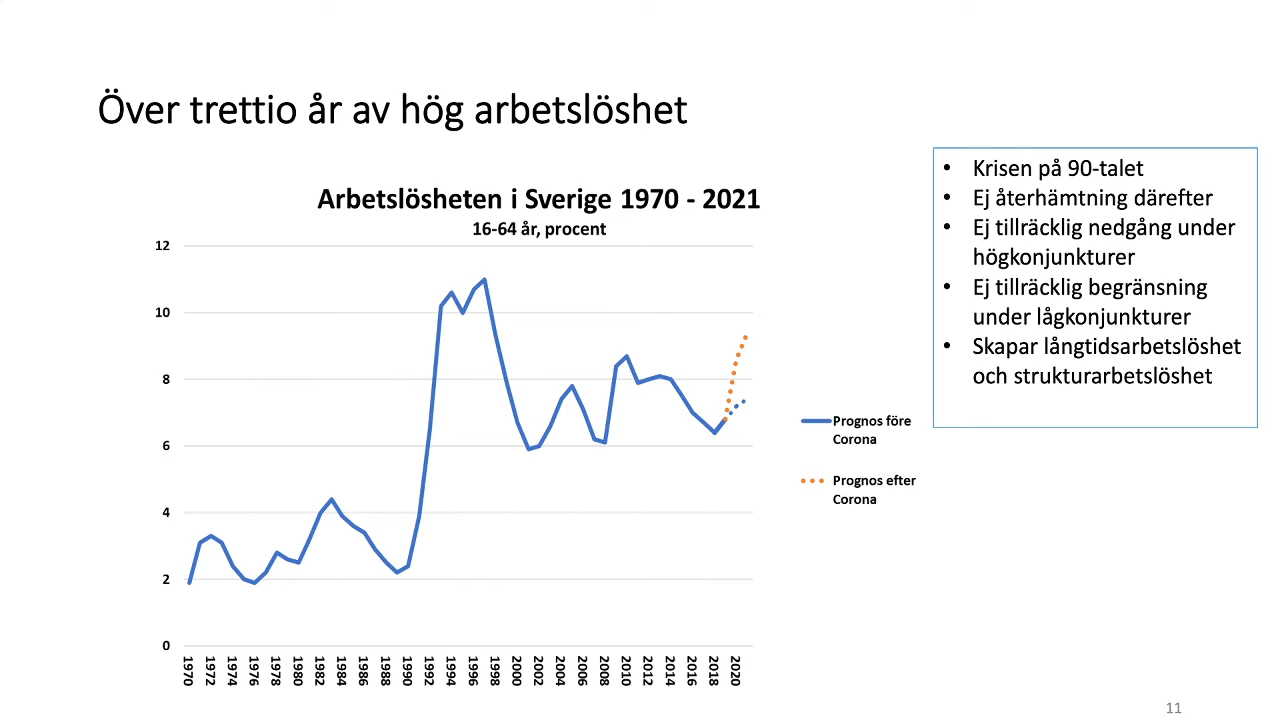 Över trettio år av hög arbetslöshet
Arbetslösheten i Sverige 1970 - 2021
16-64 år, procent
12
10
8
6
4
2
0
1970
1972
1974
1976
1978
1980
1982
1984
1986
1988
1990
1992
1994
1996
1998
2000
2002
2004
2006
2008
2010
2012
2014
2016
2018
2020
Prognos före
Corona
Prognos efter
Corona
• Krisen på 90-talet
• Ej återhämtning därefter
• Ej tillräcklig nedgång under
högkonjunkturer
• Ej tillräcklig begränsning
under lågkonjunkturer
• Skapar långtidsarbetslöshet
och strukturarbetslöshet
11